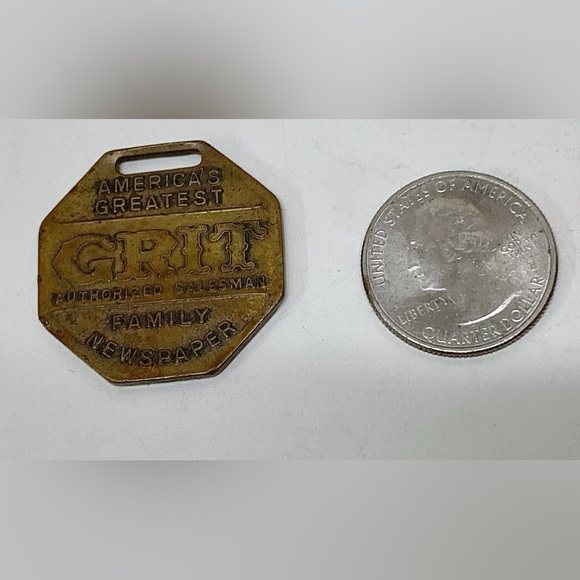 AMERICA'S
GREATEST
GRIT
AUTHORIZED SALESMAN
FAMILY
NEWSPAPER
UNITED STATES OF AMERICA
LIBERTY
QUARTER DOLLAR